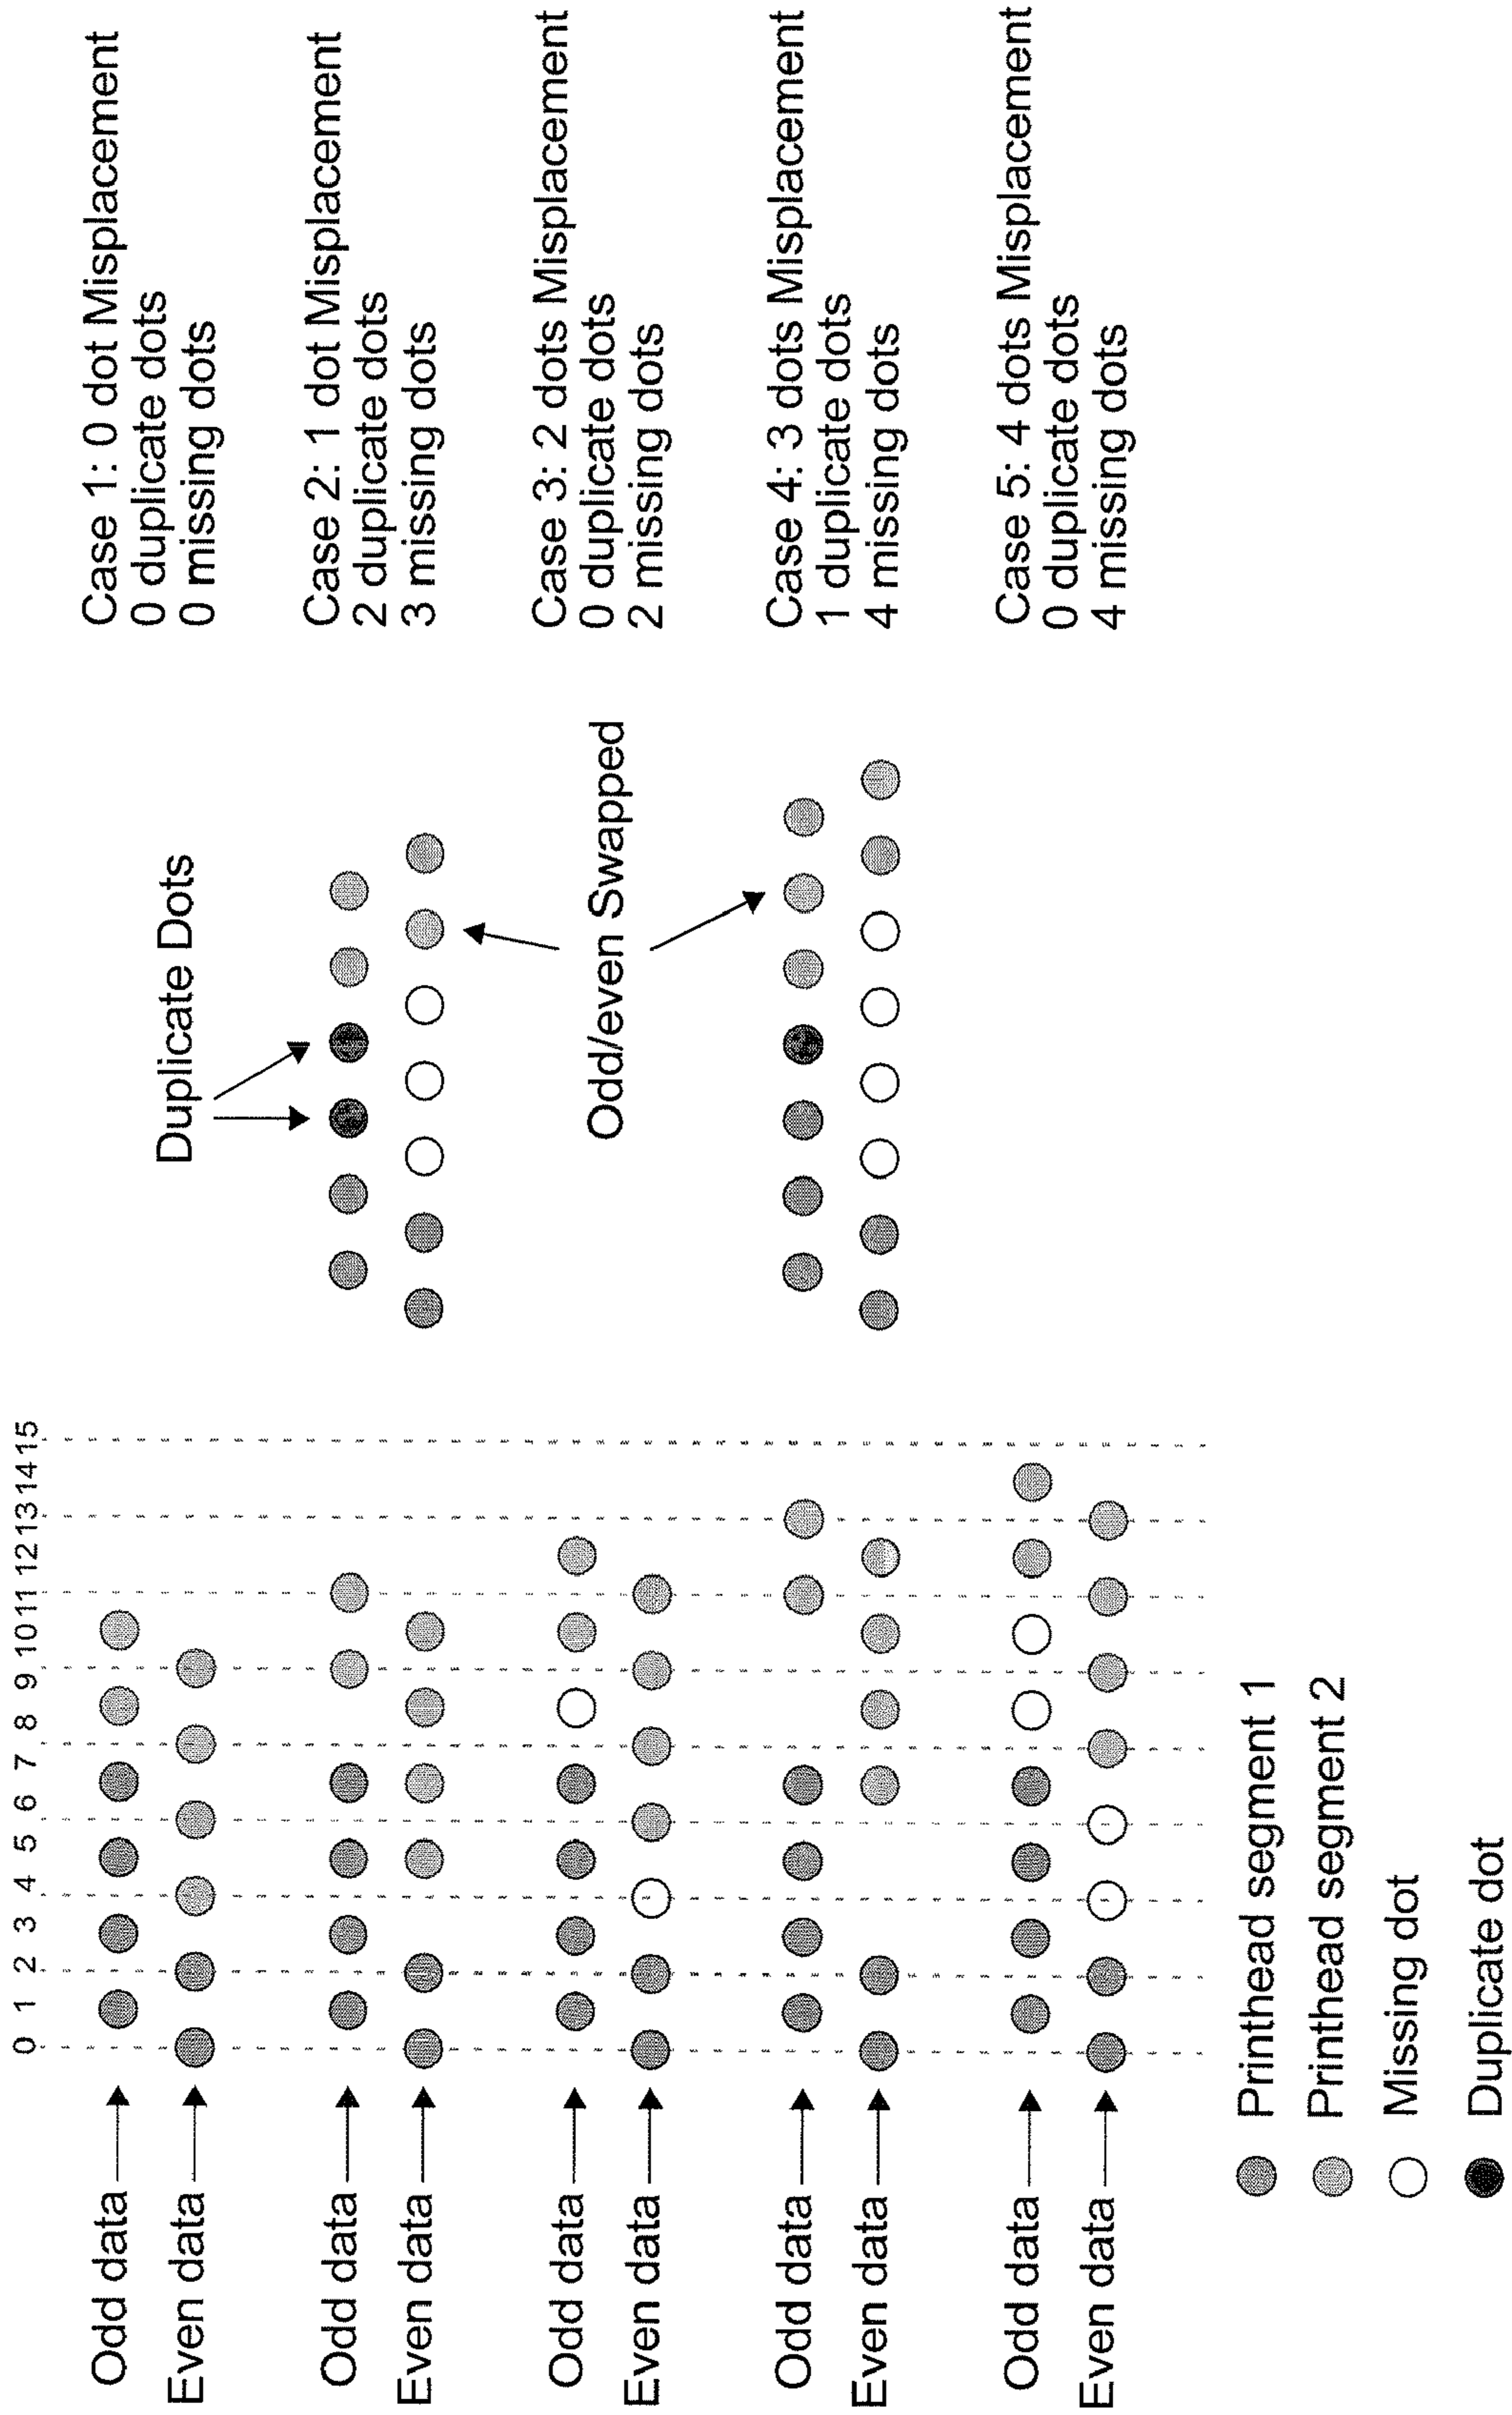 0 1 2 3 4 5 6 7 8 9 10 11 12 13 14 15
Odd data
Even data
Case 1: 0 dot Misplacement
0 duplicate dots
0 missing dots
Duplicate Dots
Odd data
Even data
Case 2: 1 dot Misplacement
2 duplicate dots
3 missing dots
Odd data
Even data
Odd/even Swapped
Case 3: 2 dots Misplacement
0 duplicate dots
2 missing dots
Odd data
Even data
Case 4: 3 dots Misplacement
1 duplicate dots
4 missing dots
Odd data
Even data
Case 5: 4 dots Misplacement
0 duplicate dots
4 missing dots
Printhead segment 1
Printhead segment 2
Missing dot
Duplicate dot